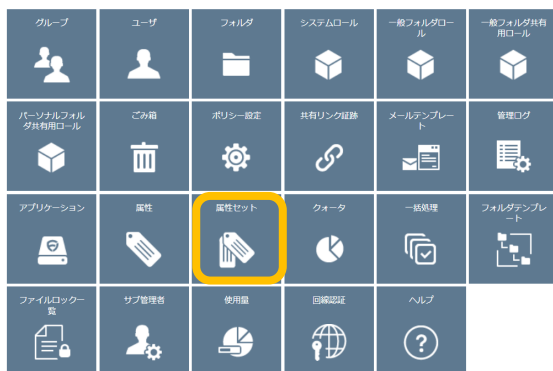 グループ
ユーザ
フォルダ
システムロール
一般フォルダロー
ル
一般フォルダ共有
用ロール
パーソナルフォル
ダ共有用ロール
ごみ箱
ポリシー設定
共有リンク証跡
メールテンプレー
ト
管理ログ
アプリケーション
属性
属性セット
クォータ
一括処理
フォルダテンプレ
ート
ファイルロック一
覧
サブ管理者
使用量
回線認証
ヘルプ